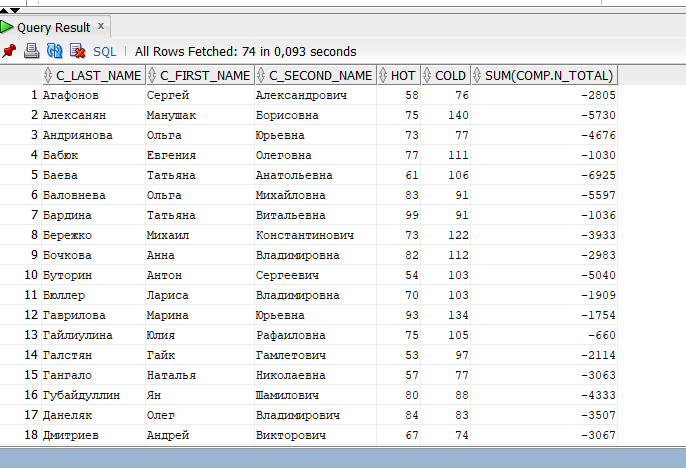 Query Result x
SQL | All Rows Fetched: 74 in 0,093 seconds
C_LAST_NAME C_FIRST_NAME C_SECOND_NAME HOT COLD SUM(COMP.N_TOTAL)
1 Агафонов Сергей Александрович 58 76 -2805
2 Алексанян Манушак Борисовна 75 140 -5730
3 Андриянова Ольга Юрьевна 73 77 -4676
4 Бабюк Евгения Олеговна 77 111 -1030
5 Баева Татьяна Анатольевна 61 106 -6925
6 Валовнева Ольга Михайловна 83 91 -5597
7 Вардина Татьяна Витальевна 99 91 -1036
8 Бережко Михаил Константинович 73 122 -3933
9 Бочкова Анна Владимировна 82 112 -2983
10 Буторин Антон Сергеевич 54 103 -5040
11 Бюллер Лариса Владимировна 70 103 -1909
12 Гаврилова Марина Юрьевна 93 134 -1754
13 Гайлиулина Юлия Рафаиловна 75 105 -660
14 Галстян Гайк Гамлетович 53 97 -2114
15 Гангало Наталья Николаевна 57 77 -3063
16 Губайдуллин Ян Шамилович 80 88 -4333
17 Данеляк Олег Владимирович 84 83 -3507
18 Дмитриев Андрей Викторович 67 74 -3067